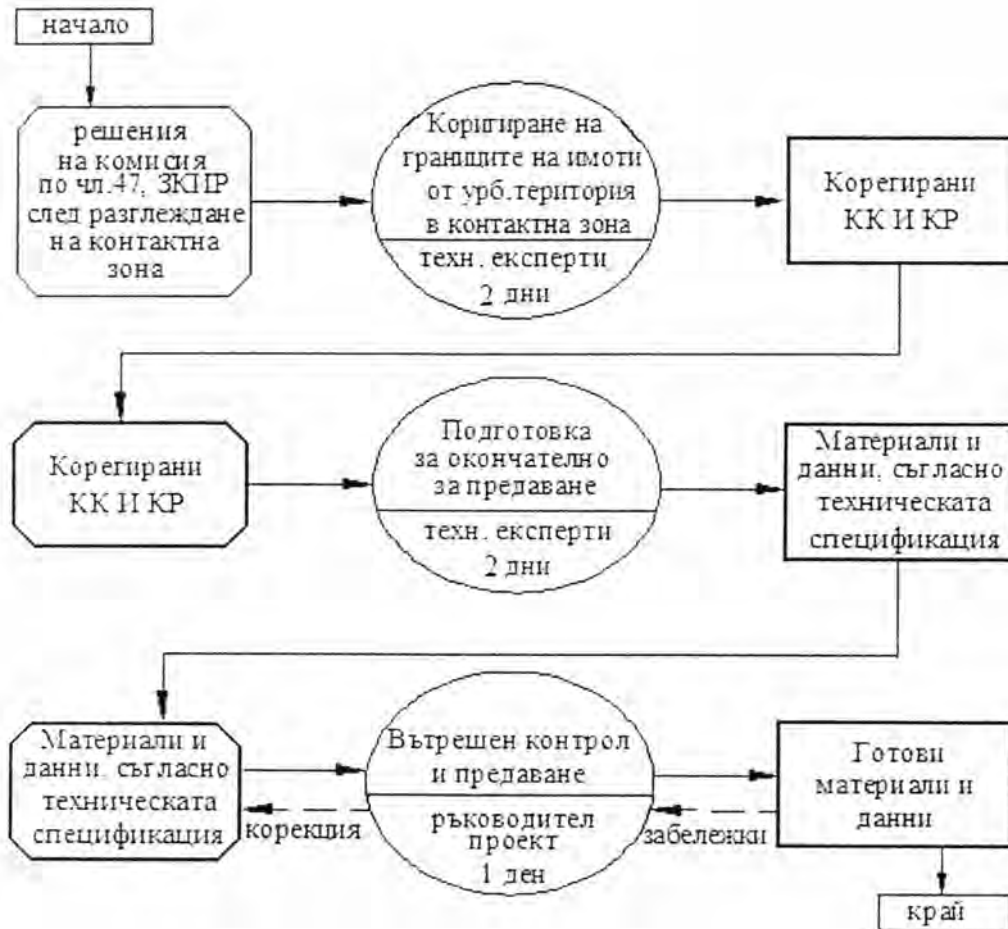 начало
решения
на комисия
по чл.47, ЗКИР
след разглеждане
на контактна
зона
Коригиране на
границите на имоти
от урб.територия
в контактна зона
техн. експерти
2 дни
Корегирани
КК И КР
Корегирани
КК И КР
Подготовка
за окончателно
за предаване
техн. експерти
2 дни
Материали и
данни, съгласно
техническата
спецификация
Материали и
данни, съгласно
техническата
спецификация
корекция
Вътрешен контрол
и предаване
ръководител
проект
1 ден
забележки
Готови
материали и
данни
край